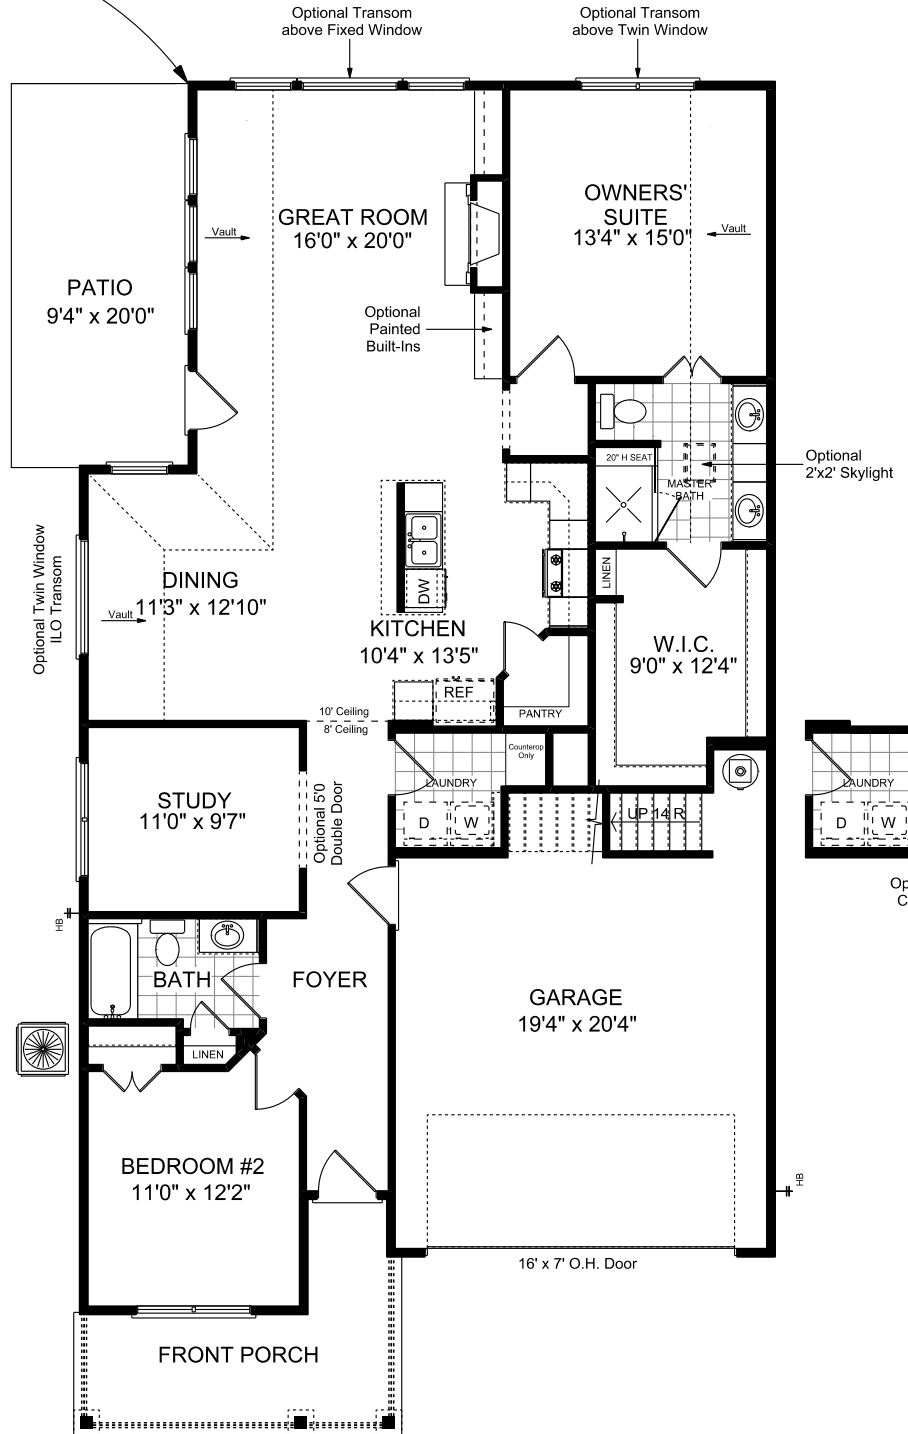 Optional Transom
above Fixed Window
Optional Transom
above Twin Window
GREAT ROOM
16'0" x 20'0"
Vault
OWNERS'
SUITE
13'4" x 15'0"
Vault
PATIO
9'4" x 20'0"
Optional
Painted
Built-Ins
20" H SEAT
MASTER
BATH
Optional
2'x2' Skylight
Optional Twin Window
ILO Transom
DINING
11'3" x 12'10"
Vault
DW
KITCHEN
10'4" x 13'5"
REF
PANTRY
LINEN
W.I.C.
9'0" x 12'4"
10' Ceiling
8' Ceiling
STUDY
11'0" x 9'7"
Optional 5'0
Double Door
LAUNDRY
Countertop
Only
D
W
UP 14 R
LAUNDRY
D
W
Op
C
HB
BATH
FOYER
LINEN
GARAGE
19'4" x 20'4"
BEDROOM #2
11'0" x 12'2"
HB
16' x 7' O.H. Door
FRONT PORCH